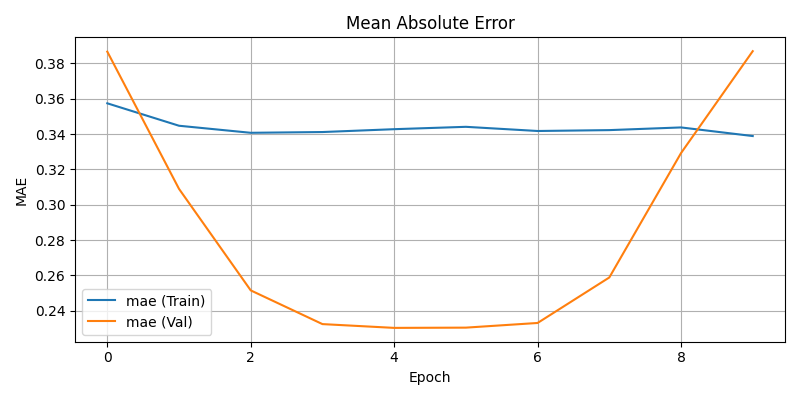 Mean Absolute Error
MAE
0.38
0.36
0.34
0.32
0.30
0.28
0.26
0.24
mae (Train)
mae (Val)
0 2 4 6 8
Epoch